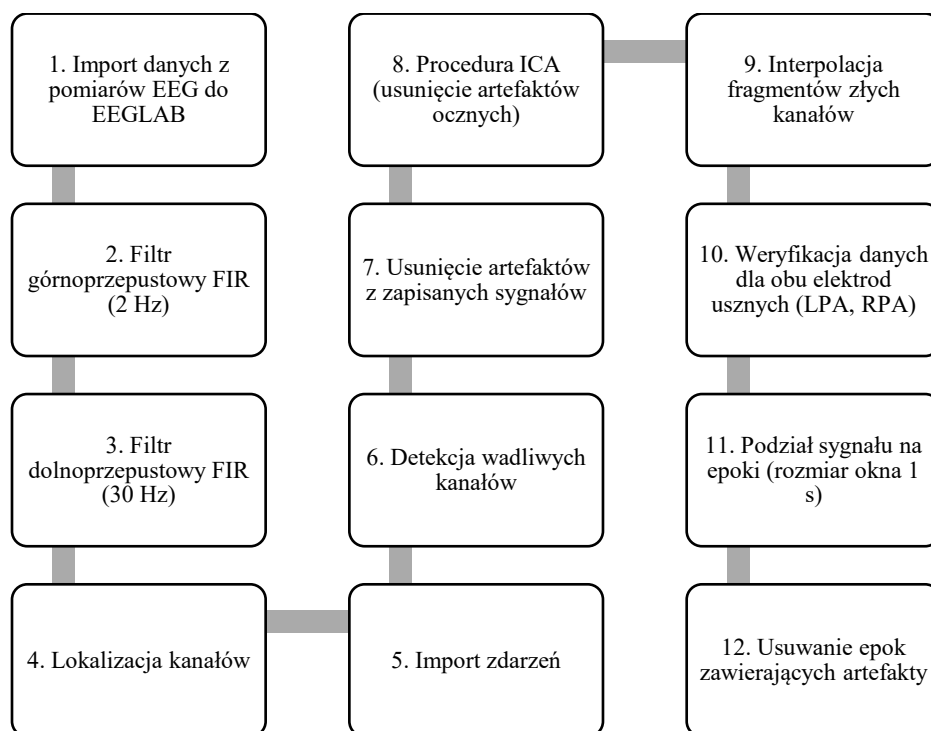 1. Import danych z
pomiarów EEG do
EEGLAB
2. Filtr
górnoprzepustowy FIR
(2 Hz)
3. Filtr
dolnoprzepustowy FIR
(30 Hz)
4. Lokalizacja kanałów
5. Import zdarzeń
6. Detekcja wadliwych
kanałów
7. Usunięcie artefaktów
z zapisanych sygnałów
8. Procedura ICA
(usunięcie artefaktów
ocznych)
9. Interpolacja
fragmentów złych
kanałów
10. Weryfikacja danych
dla obu elektrod
usznych (LPA, RPA)
11. Podział sygnału na
epoki (rozmiar okna 1
s)
12. Usuwanie epok
zawierających artefakty